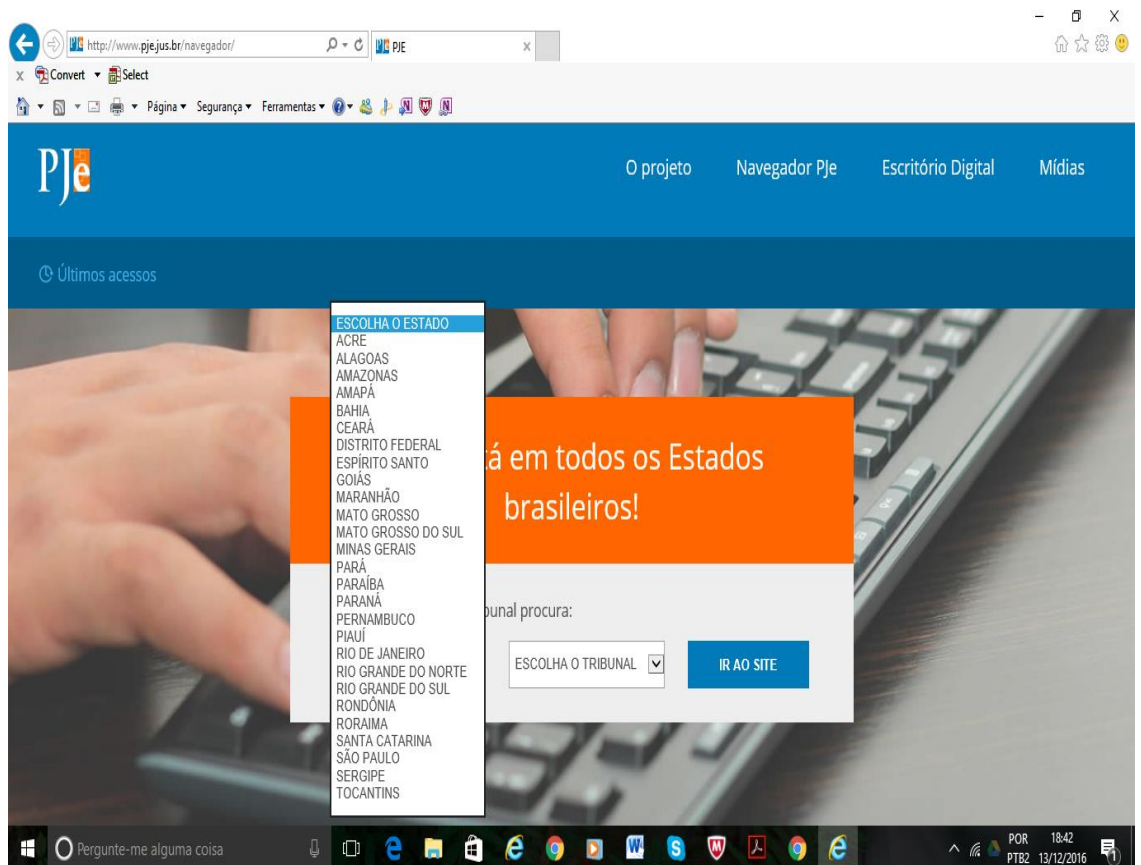 http://www.pje.jus.br/navegador/
PJE
Convert
Select
Página
Segurança
Ferramentas
PJe
O projeto
Navegador PJe
Escritório Digital
Mídias
Últimos acessos
ESCOLHA O ESTADO
ACRE
ALAGOAS
AMAZONAS
AMAPÁ
BAHIA
CEARÁ
DISTRITO FEDERAL
ESPÍRITO SANTO
GOIÁS
MARANHÃO
MATO GROSSO
MATO GROSSO DO SUL
MINAS GERAIS
PARÁ
PARAÍBA
PARANÁ
PERNAMBUCO
PIAUÍ
RIO DE JANEIRO
RIO GRANDE DO NORTE
RIO GRANDE DO SUL
RONDÔNIA
RORAIMA
SANTA CATARINA
SÃO PAULO
SERGIPE
TOCANTINS
em todos os Estados
brasileiros!
procura:
ESCOLHA O TRIBUNAL
IR AO SITE
Pergunte-me alguma coisa
POR
PTB2
18:42
13/12/2016